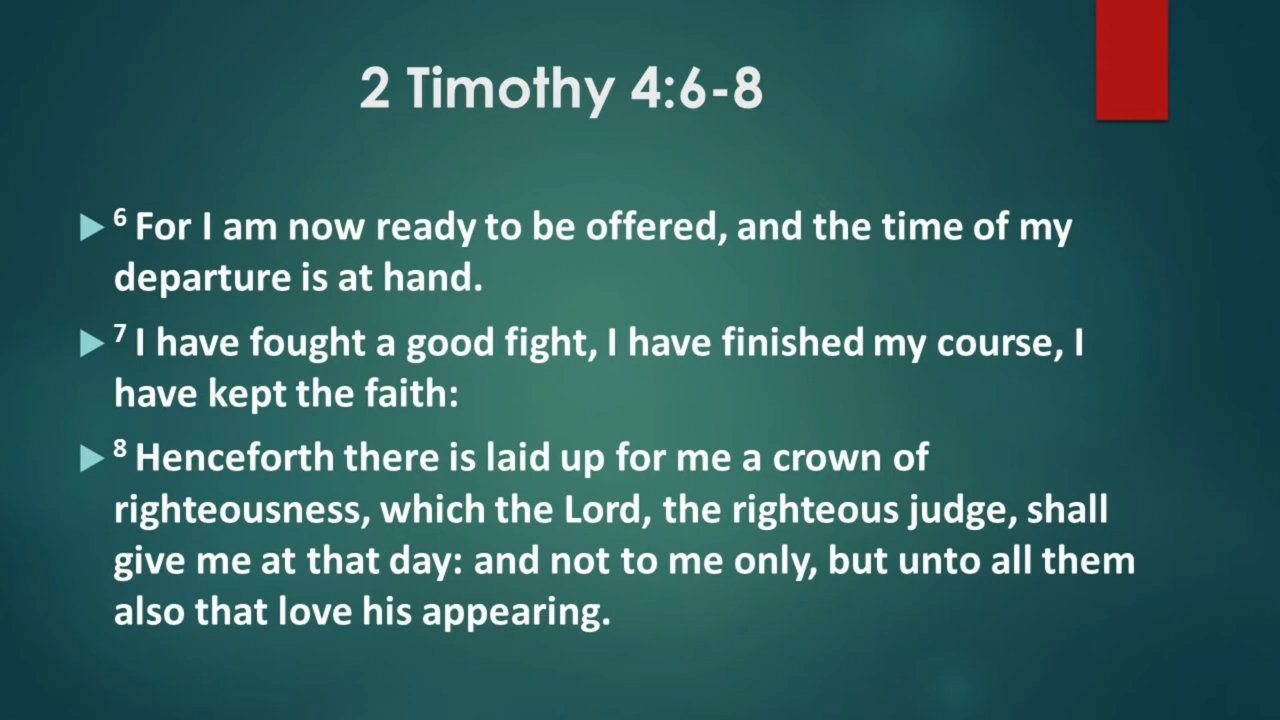 2 Timothy 4:6-8
6 For I am now ready to be offered, and the time of my
departure is at hand.
7 I have fought a good fight, I have finished my course, I
have kept the faith:
8 Henceforth there is laid up for me a crown of
righteousness, which the Lord, the righteous judge, shall
give me at that day: and not to me only, but unto all them
also that love his appearing.